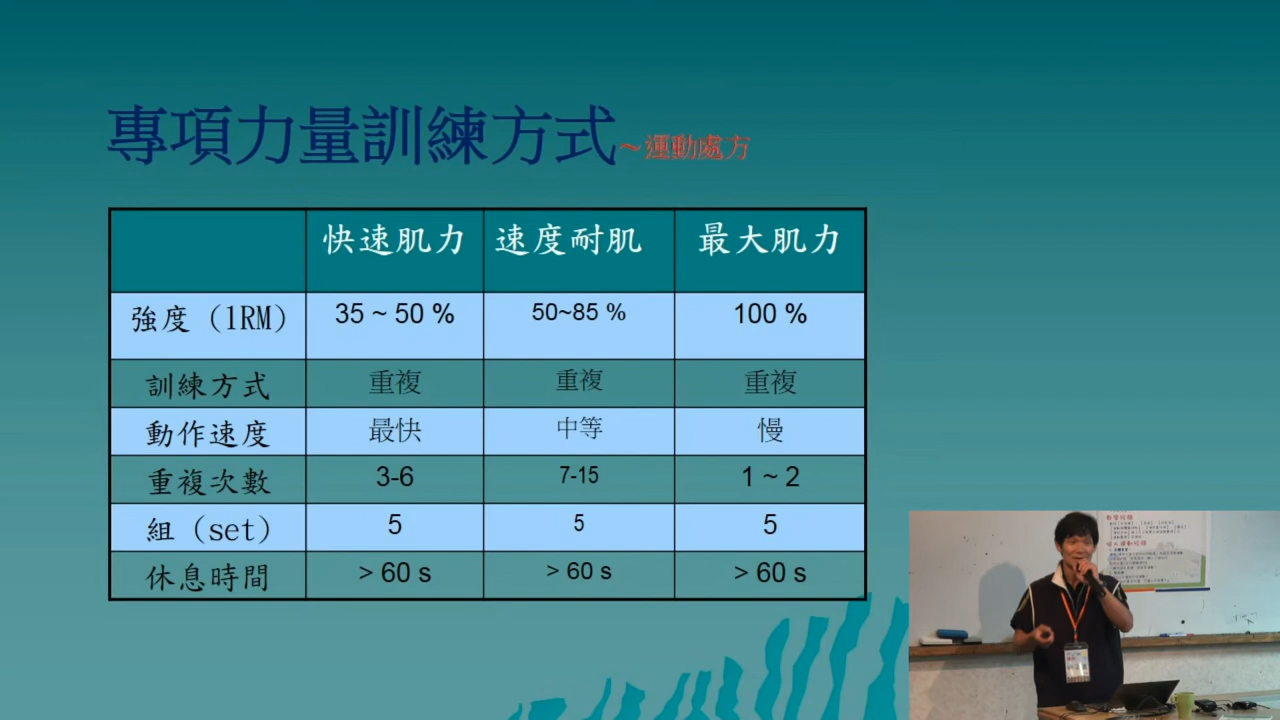 專項力量訓練方式～運動處方
快速肌力 速度耐肌 最大肌力
強度（1RM） 35 ~ 50 % 50~85 % 100 %
訓練方式 重複 重複 重複
動作速度 最快 中等 慢
重複次數 3-6 7-15 1 ~ 2
組（set） 5 5 5
休息時間 > 60 s > 60 s > 60 s